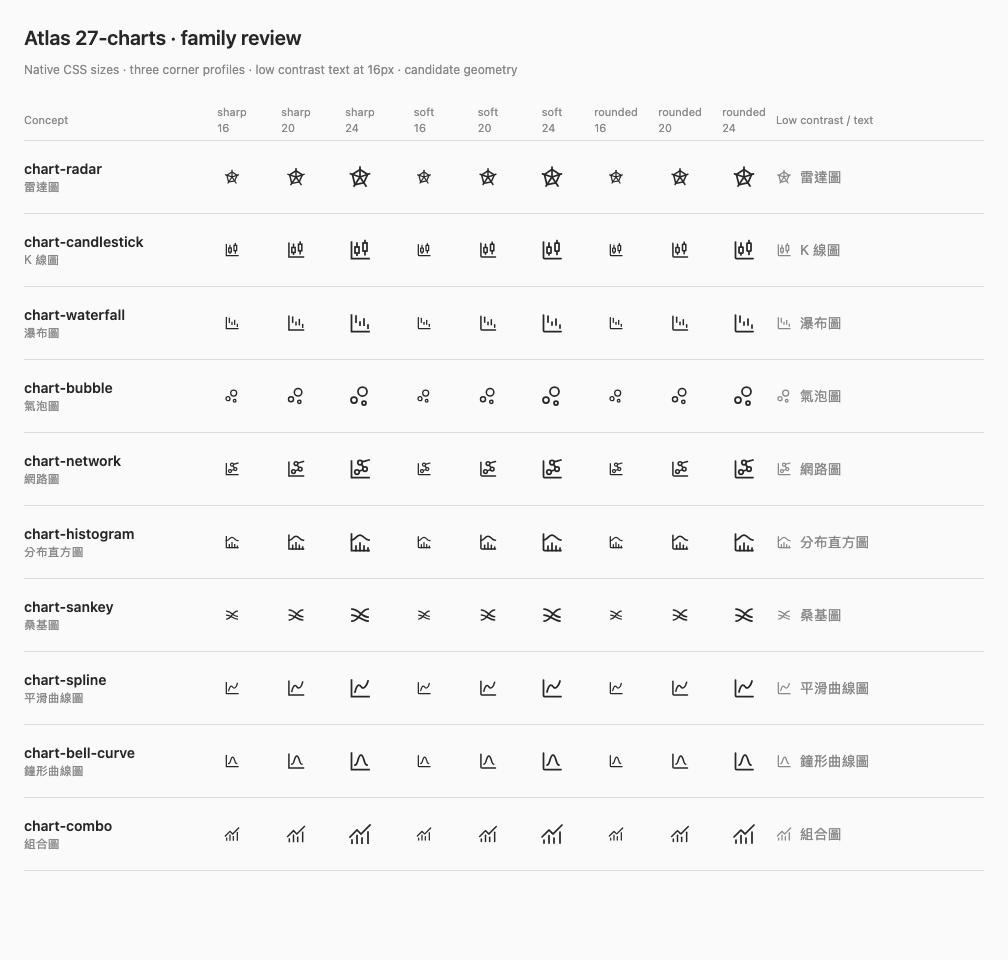 Atlas 27-charts · family review
Native CSS sizes · three corner profiles · low contrast text at 16px · candidate geometry
Concept sharp 16 sharp 20 sharp 24 soft 16 soft 20 soft 24 rounded 16 rounded 20 rounded 24 Low contrast / text
chart-radar
雷達圖
雷達圖
chart-candlestick
K 線圖
K 線圖
chart-waterfall
瀑布圖
瀑布圖
chart-bubble
氣泡圖
氣泡圖
chart-network
網路圖
網路圖
chart-histogram
分布直方圖
分布直方圖
chart-sankey
桑基圖
桑基圖
chart-spline
平滑曲線圖
平滑曲線圖
chart-bell-curve
鐘形曲線圖
鐘形曲線圖
chart-combo
組合圖
組合圖